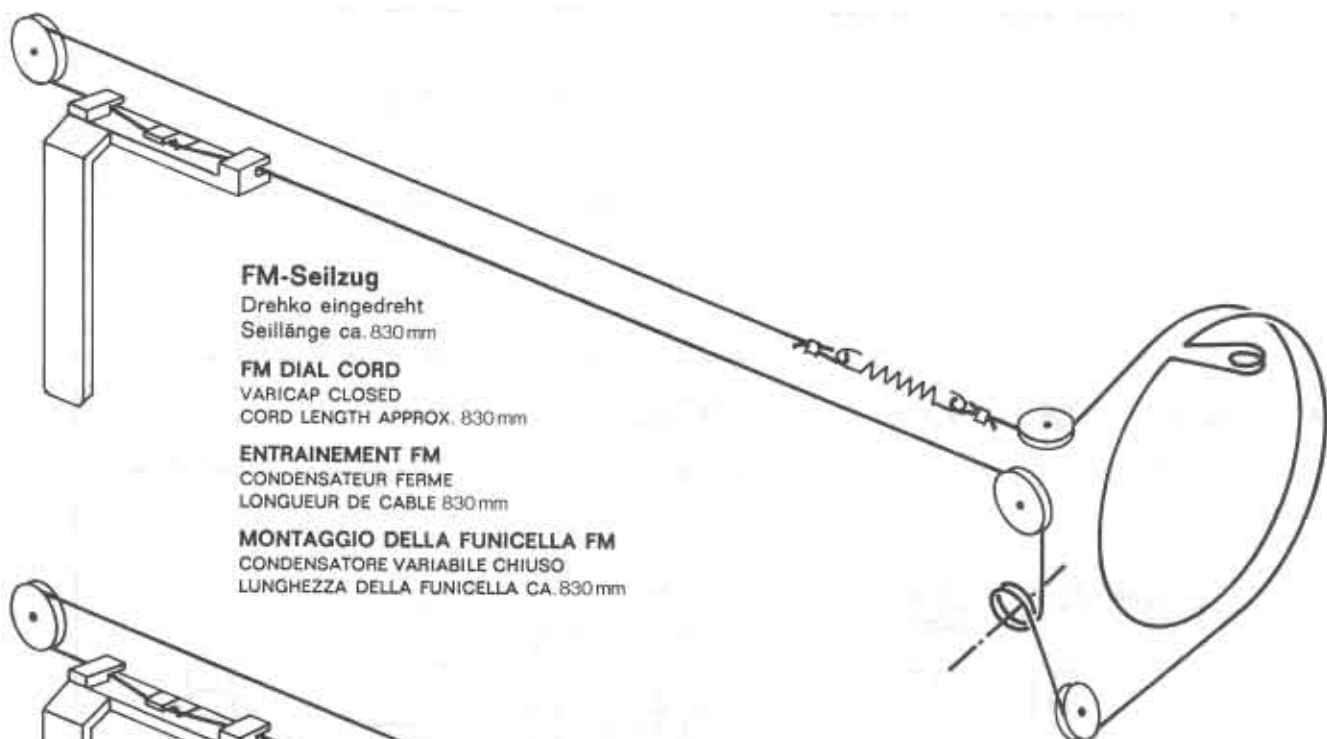 FM-Seilzug
Drehko eingedreht
Seillänge ca. 830 mm
FM DIAL CORD
VARICAP CLOSED
CORD LENGTH APPROX. 830 mm
ENTRAINEMENT FM
CONDENSATEUR FERME
LONGUEUR DE CABLE 830 mm
MONTAGGIO DELLA FUNICELLA FM
CONDENSATORE VARIABILE CHIUSO
LUNGHEZZA DELLA FUNICELLA CA. 830 mm